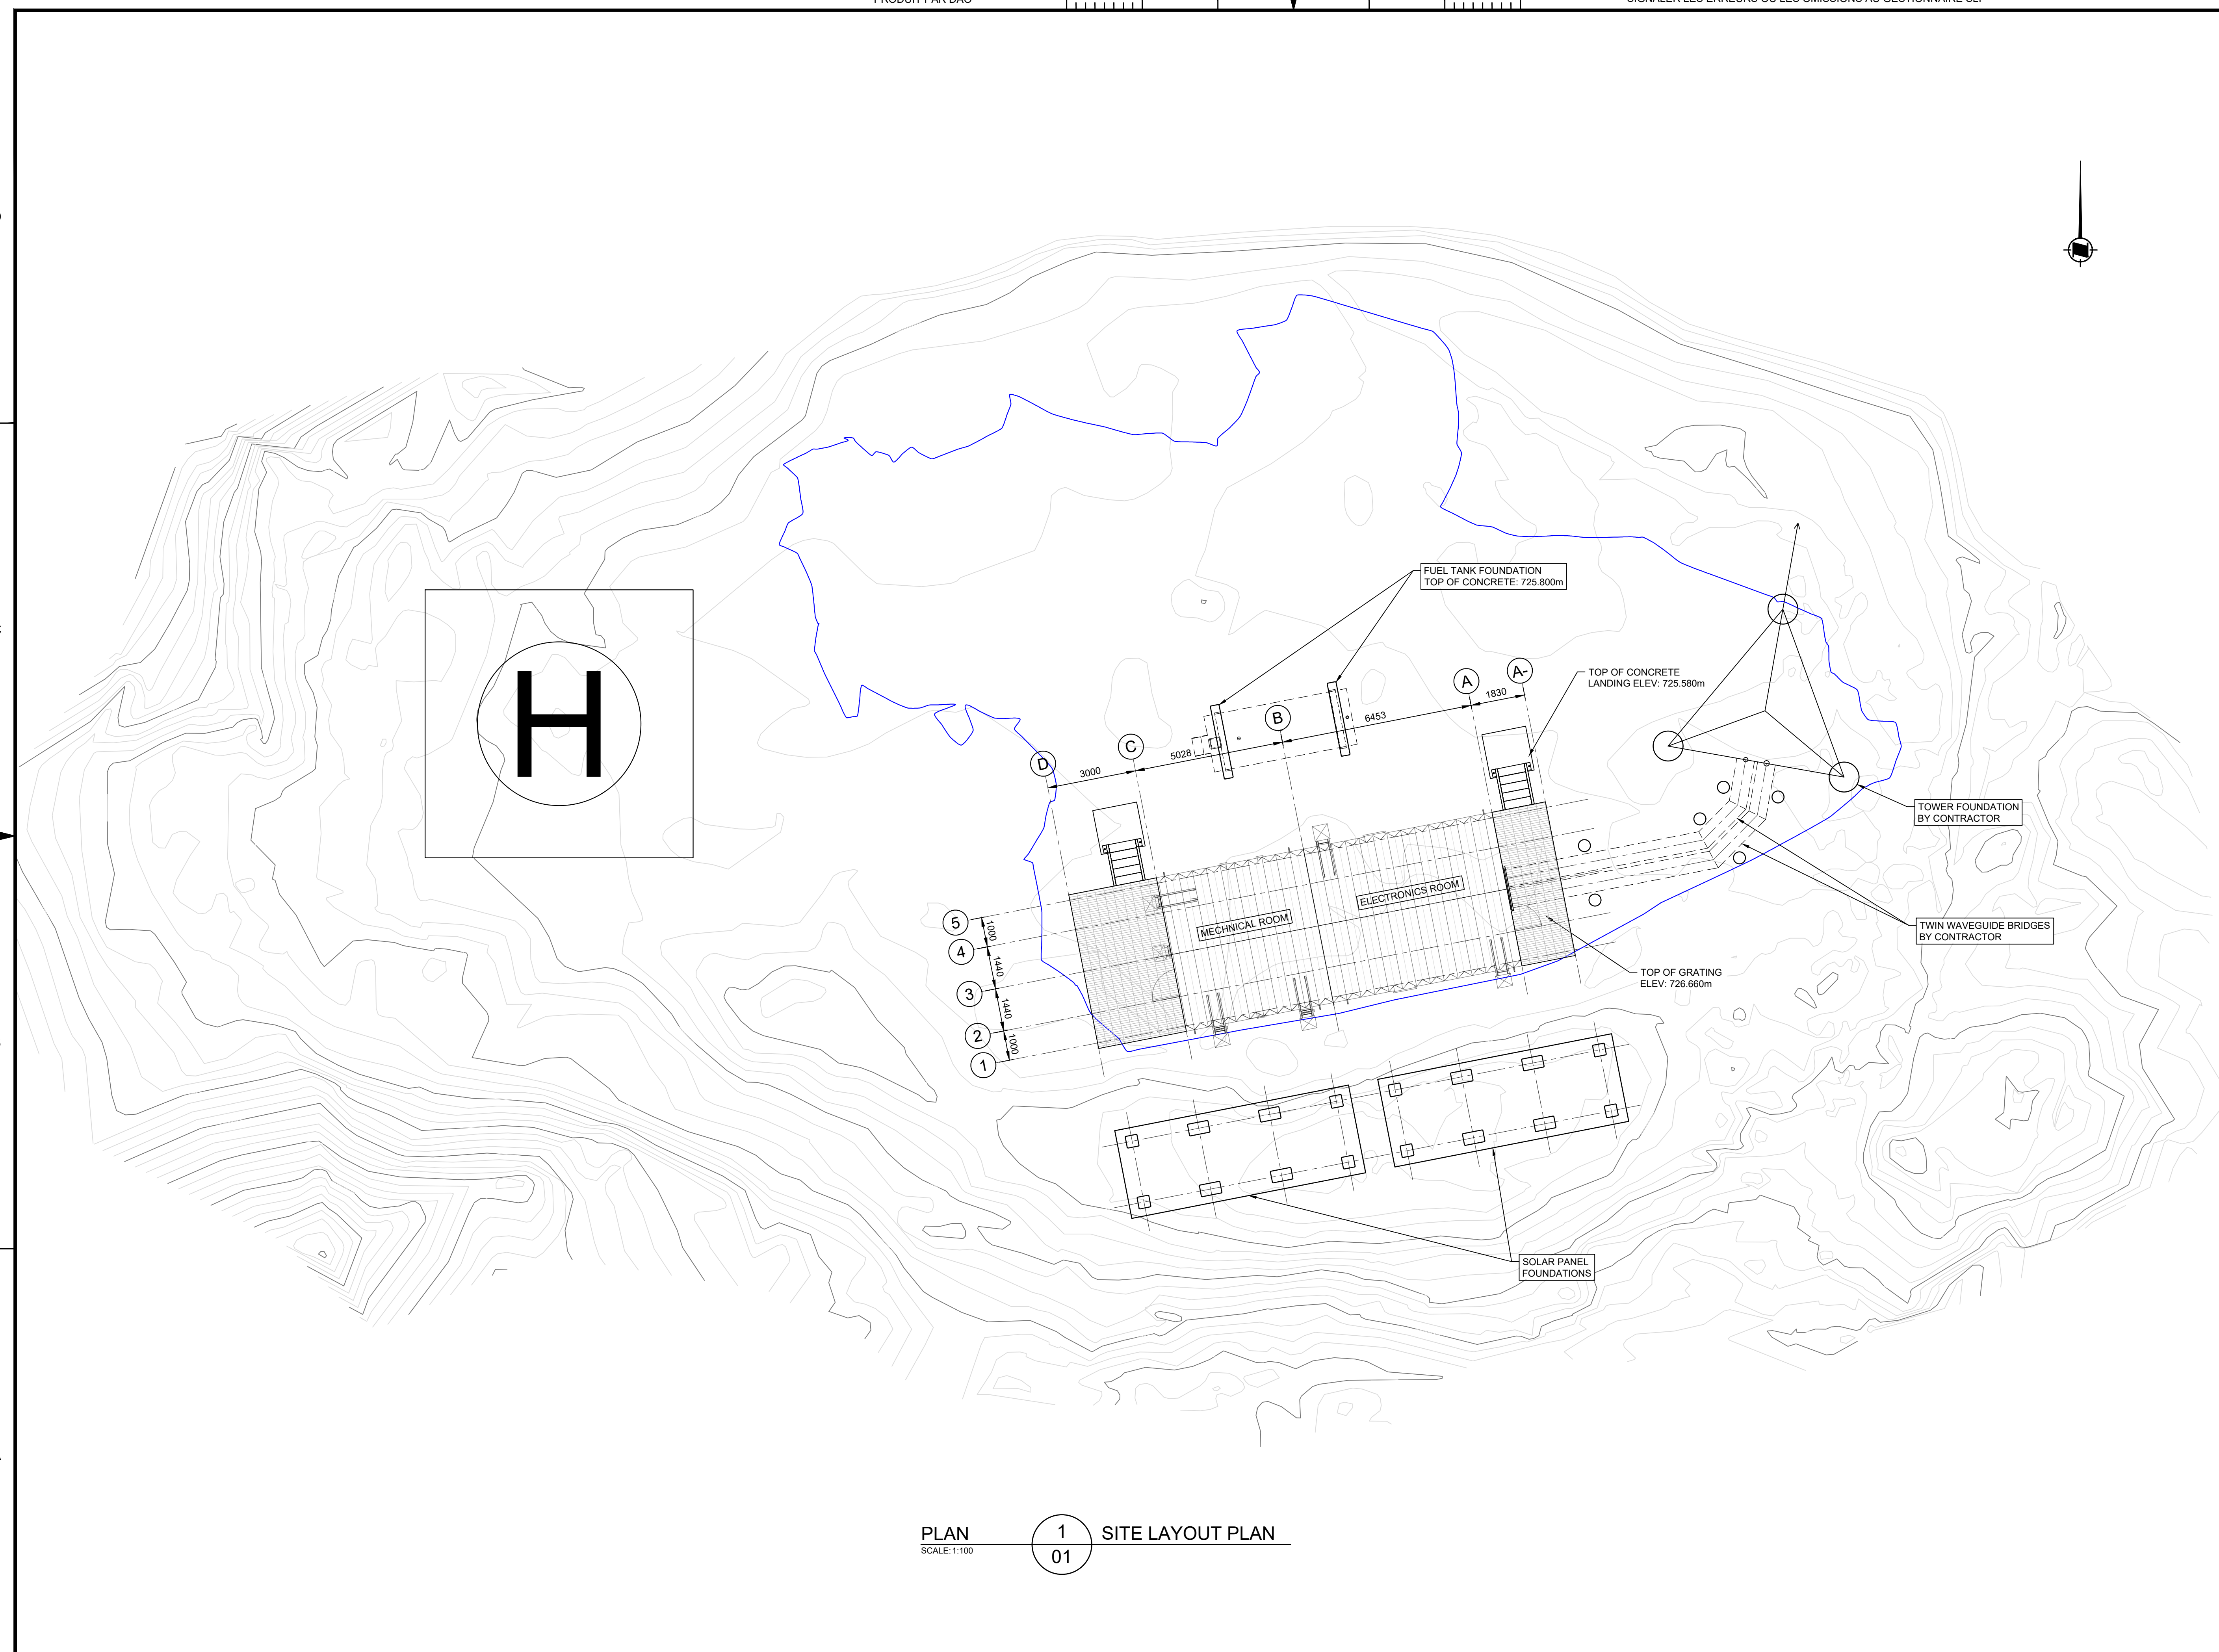 H
FUEL TANK FOUNDATION
TOP OF CONCRETE: 725.800m
TOP OF CONCRETE
LANDING ELEV: 725.580m
A-
A
B
C
D
1830
6453
5028
3000
TOWER FOUNDATION
BY CONTRACTOR
ELECTRONICS ROOM
MECHNICAL ROOM
TWIN WAVEGUIDE BRIDGES
BY CONTRACTOR
TOP OF GRATING
ELEV: 726.660m
5
4
3
2
1
1000
1440
1440
1000
SOLAR PANEL
FOUNDATIONS
PLAN
SCALE: 1:100
1
01
SITE LAYOUT PLAN